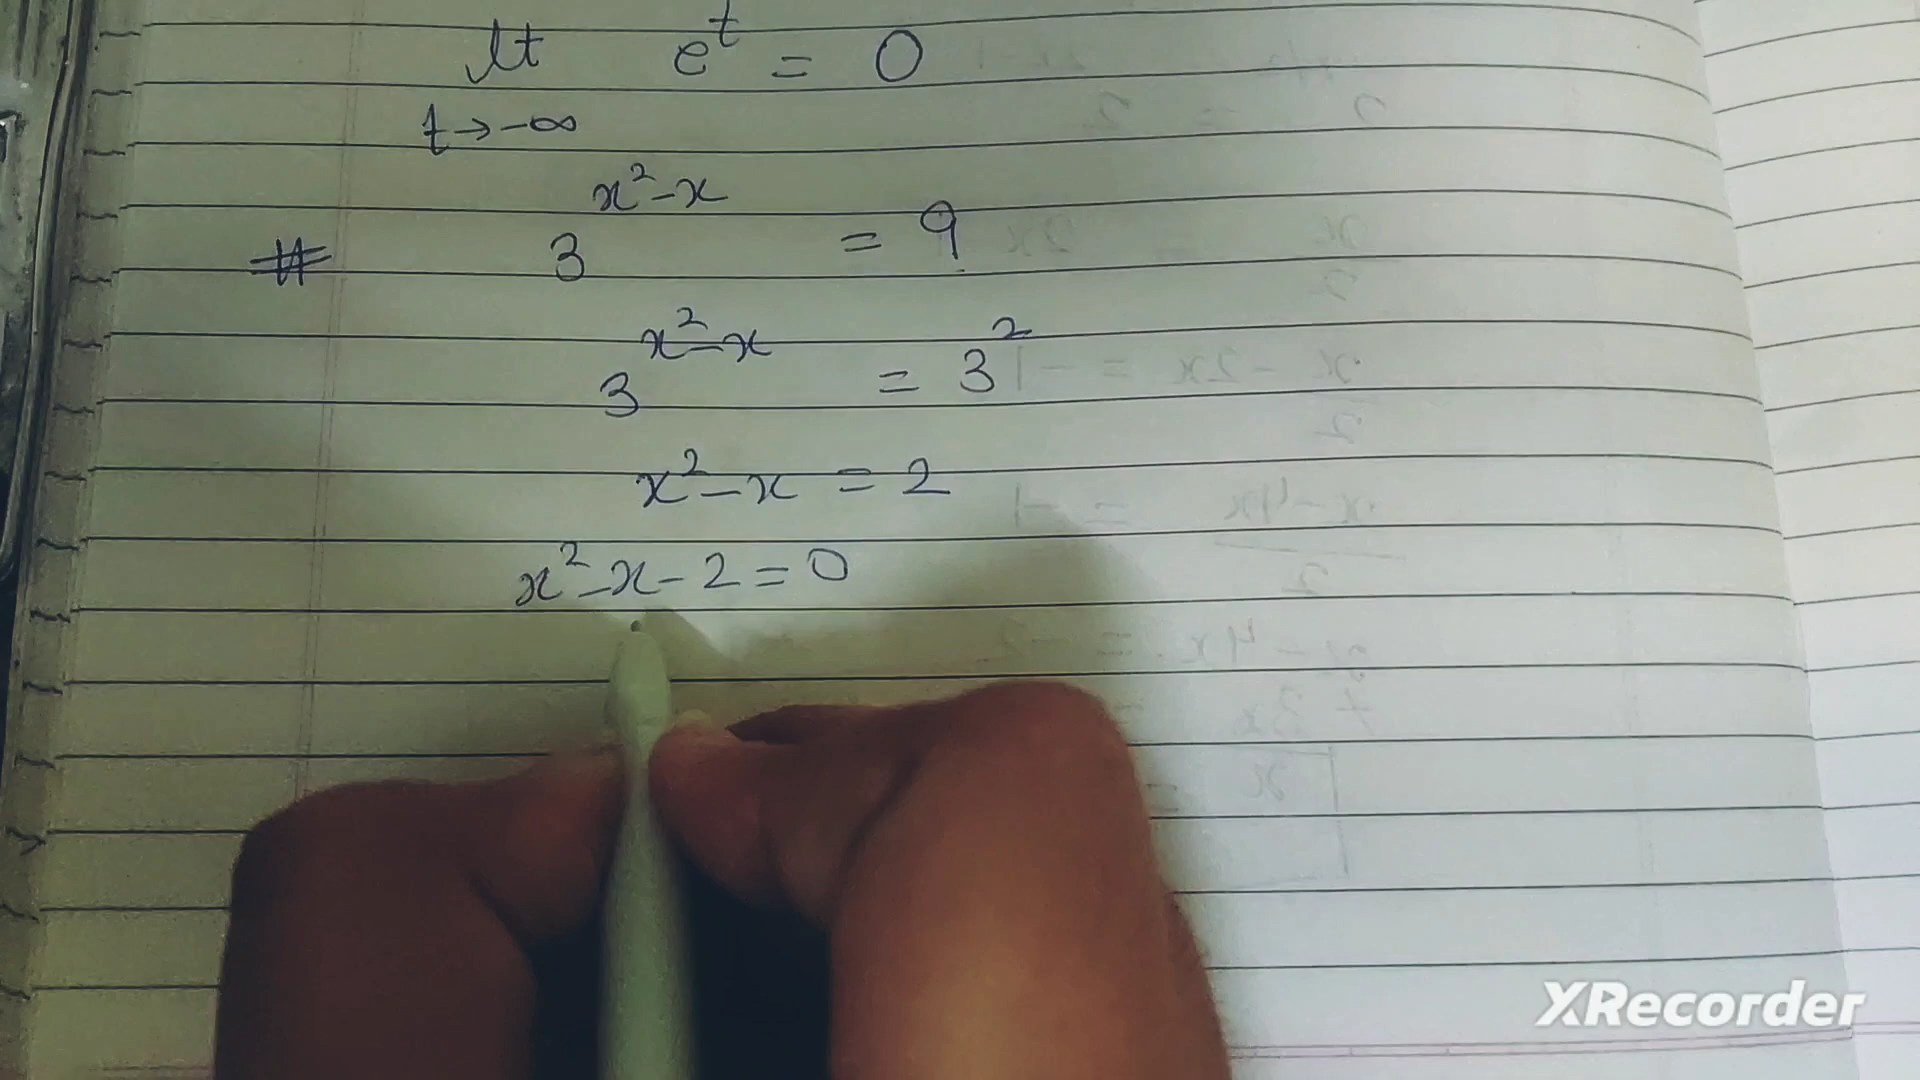 lt e^t = 0
t→-∞
# 3^(x²-x) = 9
3^(x²-x) = 3²
x²-x = 2
x²-x-2=0
XRecorder